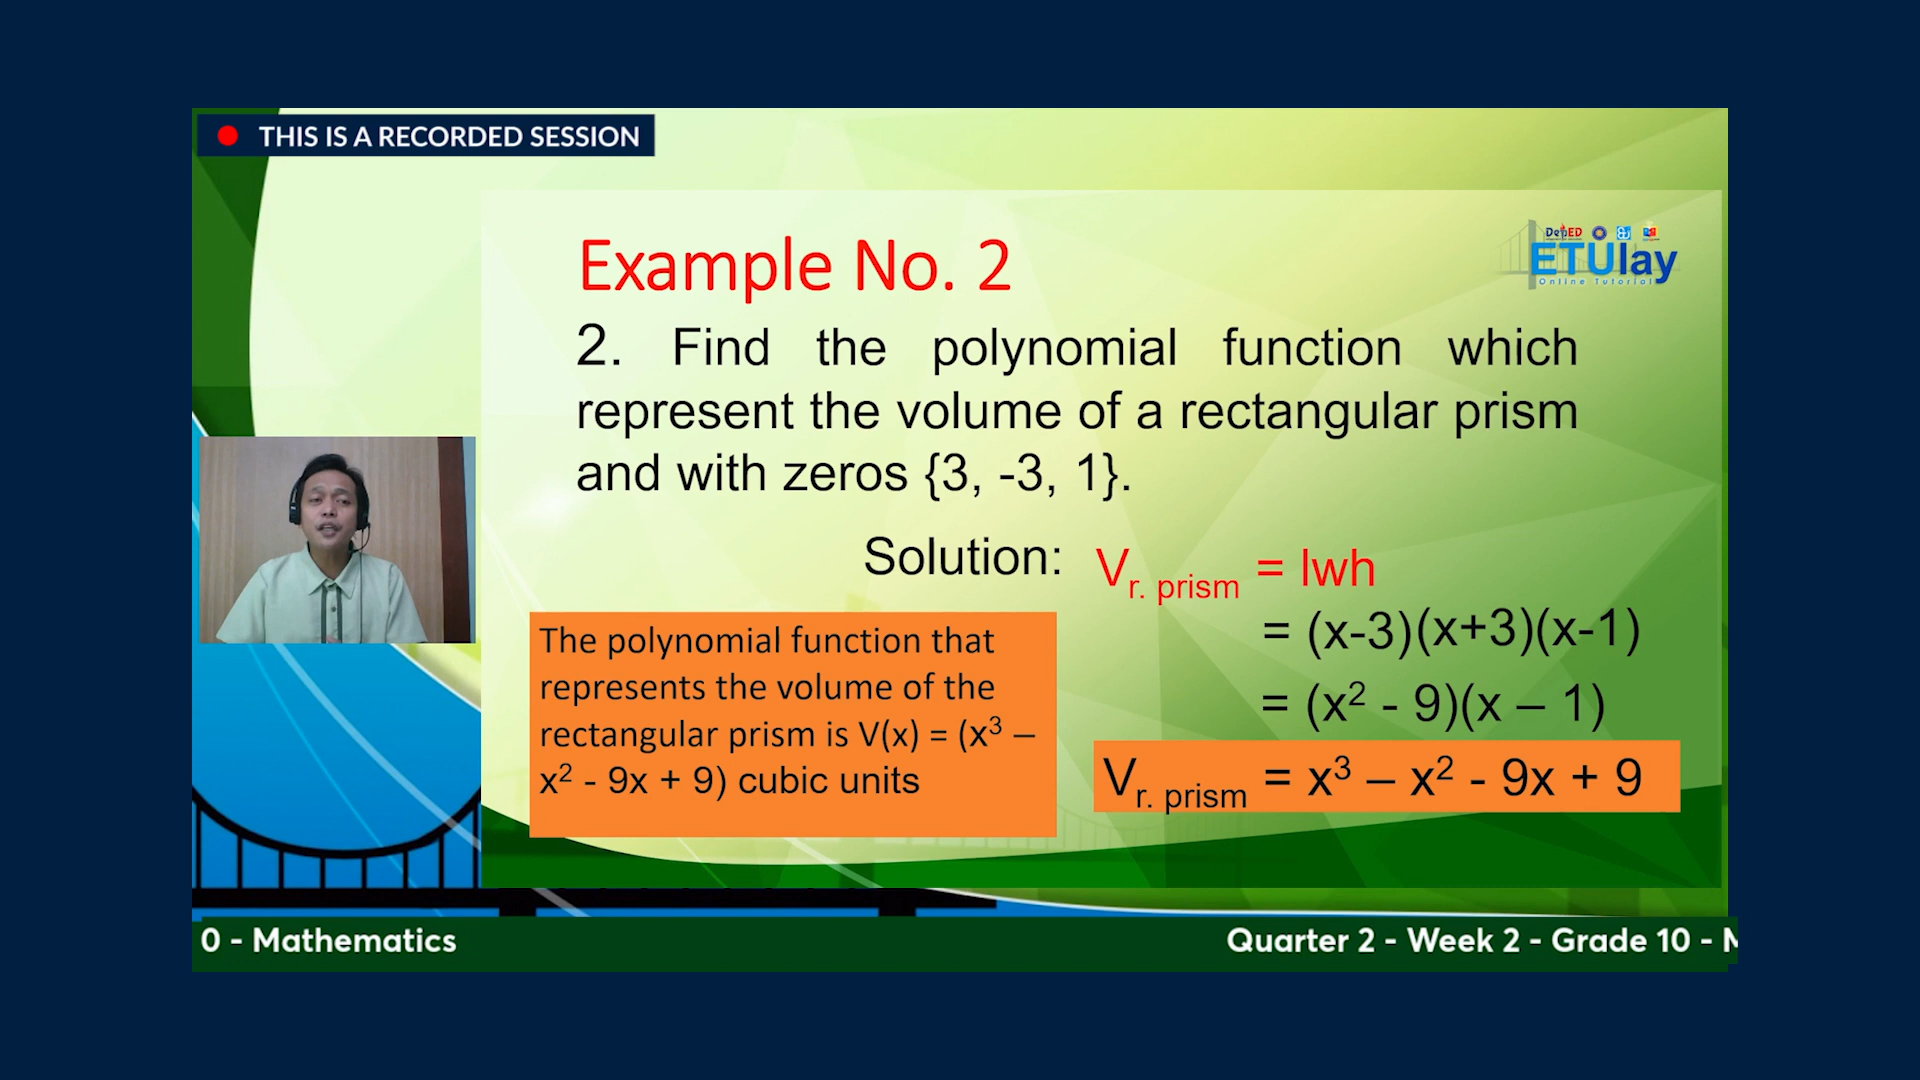 THIS IS A RECORDED SESSION
DepED
ETUlay
Online Tutorial
Example No. 2
2. Find the polynomial function which
represent the volume of a rectangular prism
and with zeros {3, -3, 1}.
Solution:
V_r. prism = lwh
= (x-3)(x+3)(x-1)
= (x² - 9)(x – 1)
V_r. prism = x³ – x² - 9x + 9
The polynomial function that
represents the volume of the
rectangular prism is V(x) = (x³ –
x² - 9x + 9) cubic units
0 - Mathematics
Quarter 2 - Week 2 - Grade 10 - M